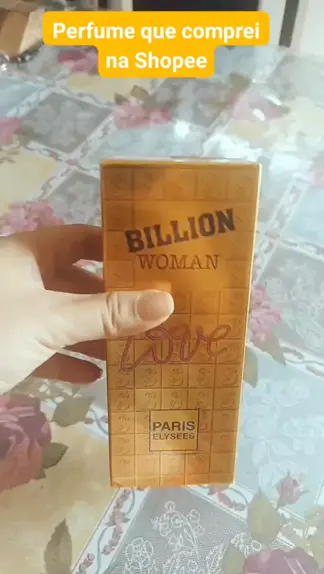 Perfume que comprei
na Shopee
BILLION
WOMAN
Love
PARIS
ELYSEES